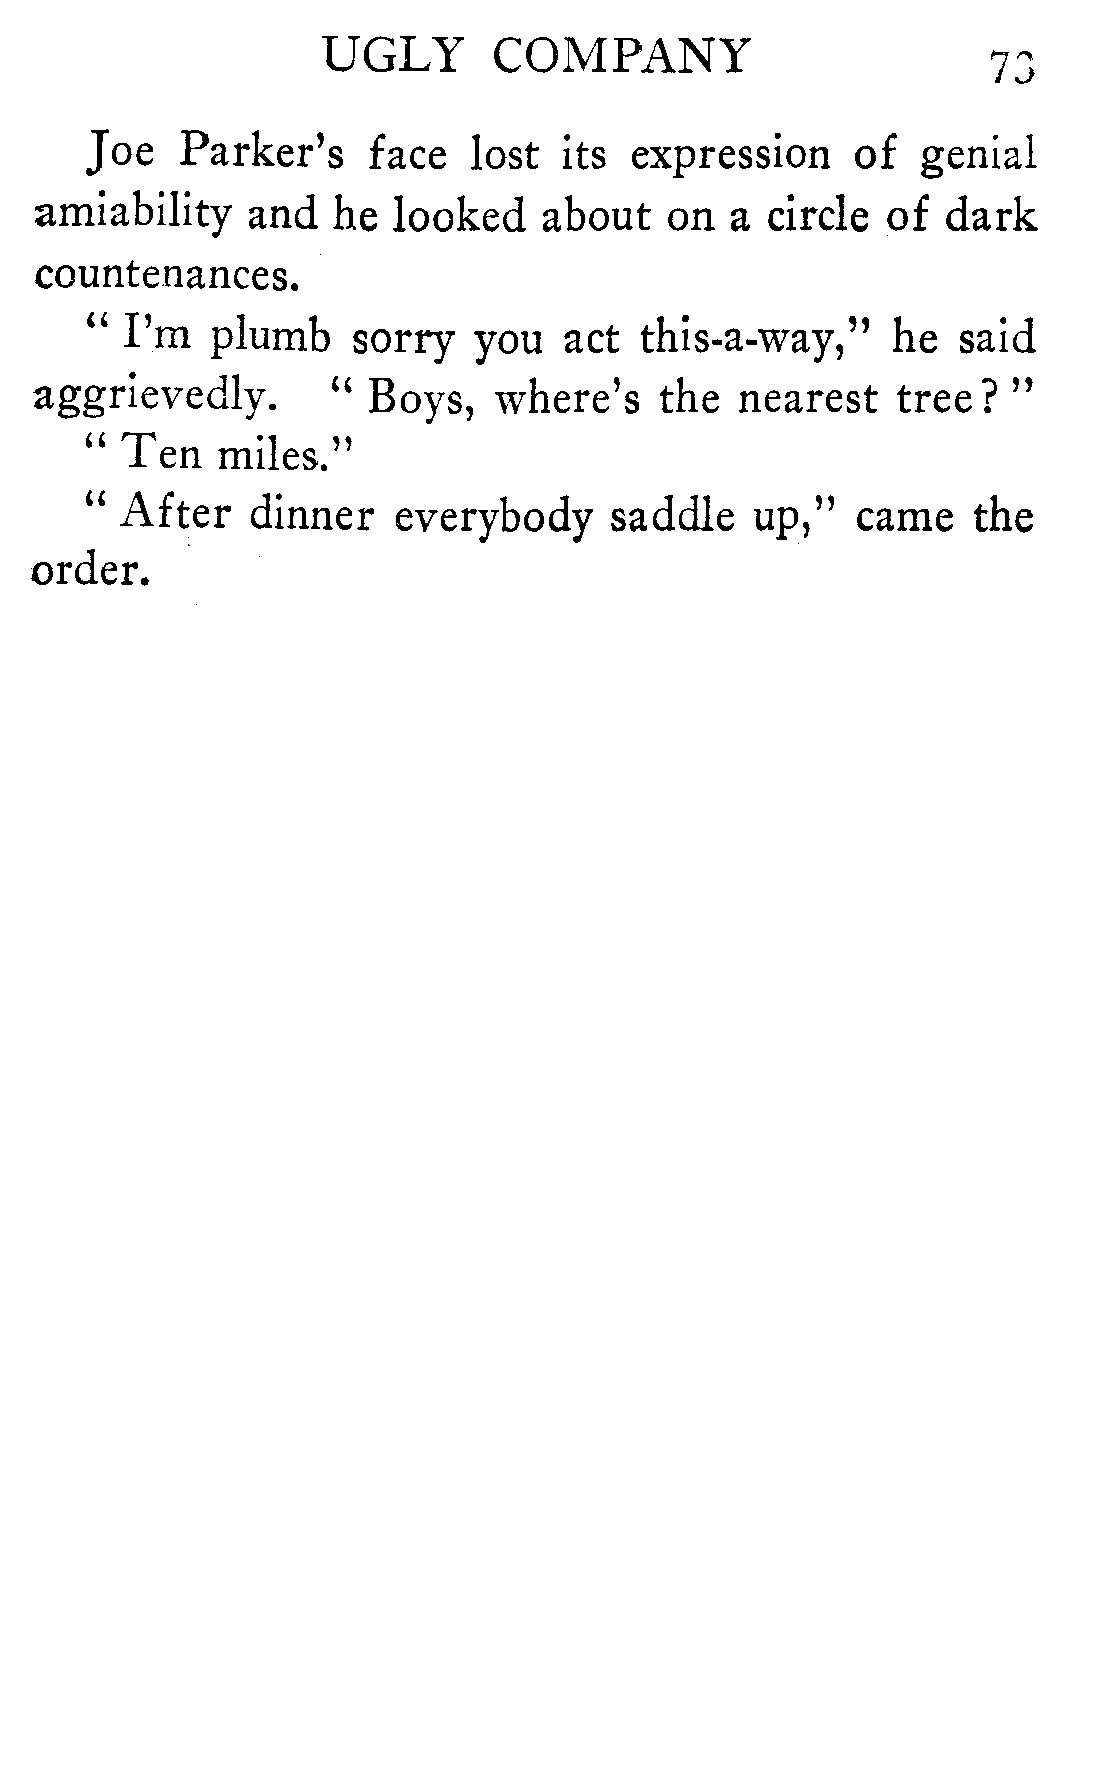 UGLY COMPANY 73
Joe Parker's face lost its expression of genial
amiability and he looked about on a circle of dark
countenances.
" I'm plumb sorry you act this-a-way," he said
aggrievedly. " Boys, where's the nearest tree? "
" Ten miles."
" After dinner everybody saddle up," came the
order.